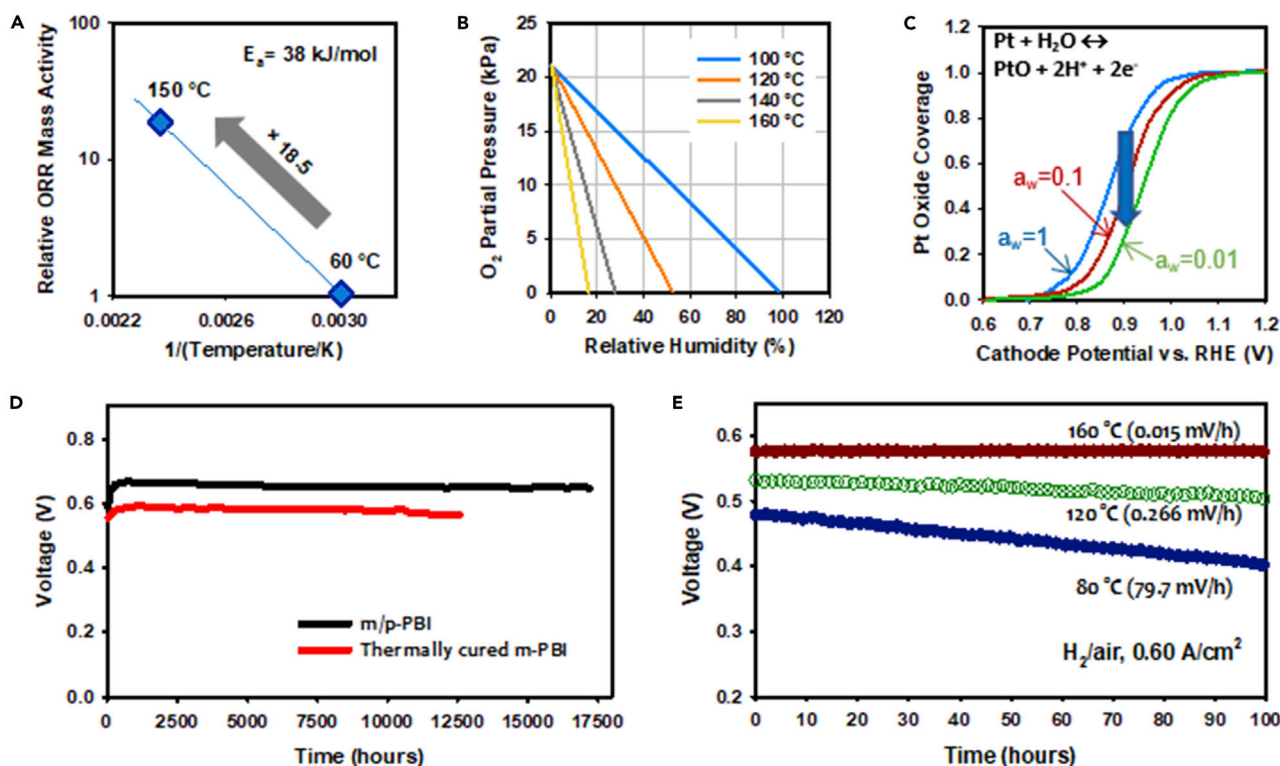 A
Relative ORR Mass Activity
100
10
1
Eₐ= 38 kJ/mol
150 °C
× 18.5
60 °C
0.0022
0.0026
0.0030
1/(Temperature/K)
B
O₂ Partial Pressure (kPa)
25
20
15
10
5
0
100 °C
120 °C
140 °C
160 °C
0
20
40
60
80
100
120
Relative Humidity (%)
C
Pt Oxide Coverage
1.2
1.0
0.8
0.6
0.4
0.2
0.0
Pt + H₂O ↔
PtO + 2H⁺ + 2e⁻
a_w=0.1
a_w=1
a_w=0.01
0.6
0.7
0.8
0.9
1.0
1.1
1.2
Cathode Potential vs. RHE (V)
D
Voltage (V)
0.8
0.6
0.4
0.2
0.0
m/p-PBI
Thermally cured m-PBI
0
2500
5000
7500
10000
12500
15000
17500
Time (hours)
E
Voltage (V)
0.6
0.5
0.4
0.2
160 °C (0.015 mV/h)
120 °C (0.266 mV/h)
80 °C (79.7 mV/h)
H₂/air, 0.60 A/cm²
0
10
20
30
40
50
60
70
80
90
100
Time (hours)